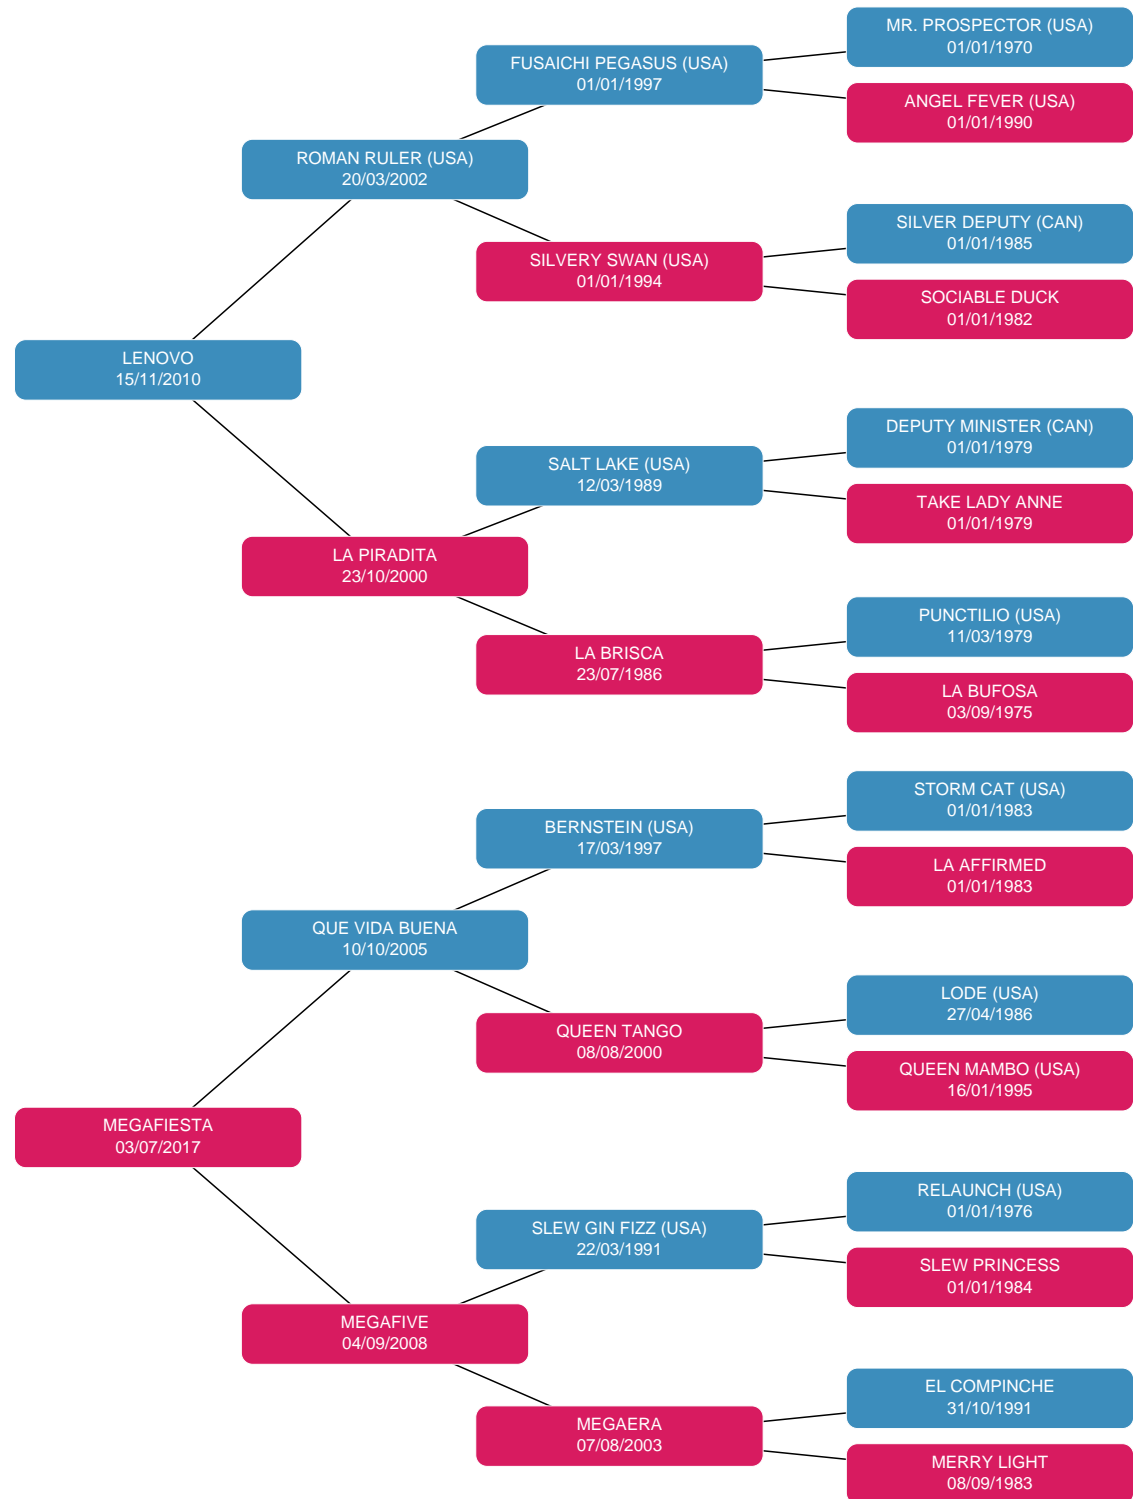 MR. PROSPECTOR (USA)
01/01/1970
FUSAICHI PEGASUS (USA)
01/01/1997
ANGEL FEVER (USA)
01/01/1990
ROMAN RULER (USA)
20/03/2002
SILVER DEPUTY (CAN)
01/01/1985
SILVERY SWAN (USA)
01/01/1994
SOCIABLE DUCK
01/01/1982
LENOVO
15/11/2010
DEPUTY MINISTER (CAN)
01/01/1979
SALT LAKE (USA)
12/03/1989
TAKE LADY ANNE
01/01/1979
LA PIRADITA
23/10/2000
PUNCTILIO (USA)
11/03/1979
LA BRISCA
23/07/1986
LA BUFOSA
03/09/1975
STORM CAT (USA)
01/01/1983
BERNSTEIN (USA)
17/03/1997
LA AFFIRMED
01/01/1983
QUE VIDA BUENA
10/10/2005
LODE (USA)
27/04/1986
QUEEN TANGO
08/08/2000
QUEEN MAMBO (USA)
16/01/1995
MEGAFIESTA
03/07/2017
RELAUNCH (USA)
01/01/1976
SLEW GIN FIZZ (USA)
22/03/1991
SLEW PRINCESS
01/01/1984
MEGAFIVE
04/09/2008
EL COMPINCHE
31/10/1991
MEGAERA
07/08/2003
MERRY LIGHT
08/09/1983